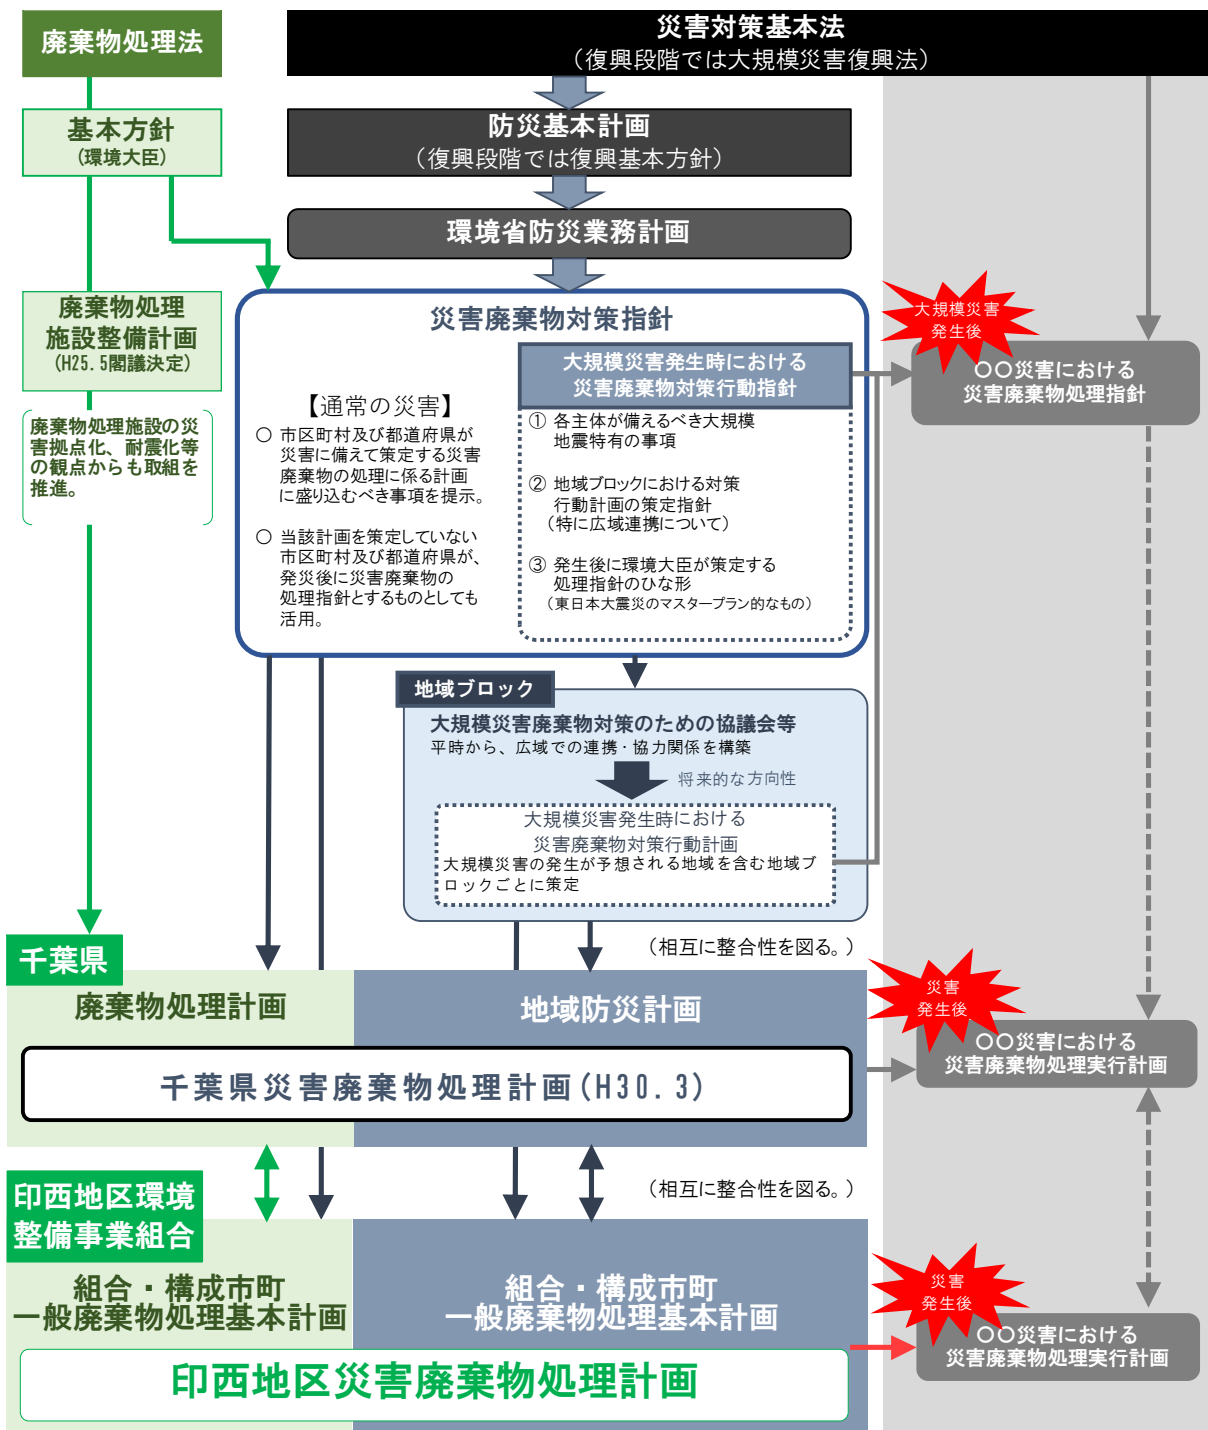 廃棄物処理法
災害対策基本法
（復興段階では大規模災害復興法）
基本方針
（環境大臣）
防災基本計画
（復興段階では復興基本方針）
環境省防災業務計画
廃棄物処理
施設整備計画
（H25.5閣議決定）
廃棄物処理施設の災
害拠点化、耐震化等
の観点からも取組を
推進。
災害廃棄物対策指針
【通常の災害】
○ 市区町村及び都道府県が
災害に備えて策定する災害
廃棄物の処理に係る計画
に盛り込むべき事項を提示。
○ 当該計画を策定していない
市区町村及び都道府県が、
発災後に災害廃棄物の
処理指針とするものとしても
活用。
大規模災害発生時における
災害廃棄物対策行動指針
① 各主体が備えるべき大規模
地震特有の事項
② 地域ブロックにおける対策
行動計画の策定指針
（特に広域連携について）
③ 発生後に環境大臣が策定する
処理指針のひな形
（東日本大震災のマスタープラン的なもの）
大規模災害
発生後
〇〇災害における
災害廃棄物処理指針
地域ブロック
大規模災害廃棄物対策のための協議会等
平時から、広域での連携・協力関係を構築
将来的な方向性
大規模災害発生時における
災害廃棄物対策行動計画
大規模災害の発生が予想される地域を含む地域ブ
ロックごとに策定
（相互に整合性を図る。）
千葉県
廃棄物処理計画
地域防災計画
千葉県災害廃棄物処理計画（H30.3）
災害
発生後
〇〇災害における
災害廃棄物処理実行計画
（相互に整合性を図る。）
印西地区環境
整備事業組合
組合・構成市町
一般廃棄物処理基本計画
組合・構成市町
一般廃棄物処理基本計画
印西地区災害廃棄物処理計画
災害
発生後
〇〇災害における
災害廃棄物処理実行計画